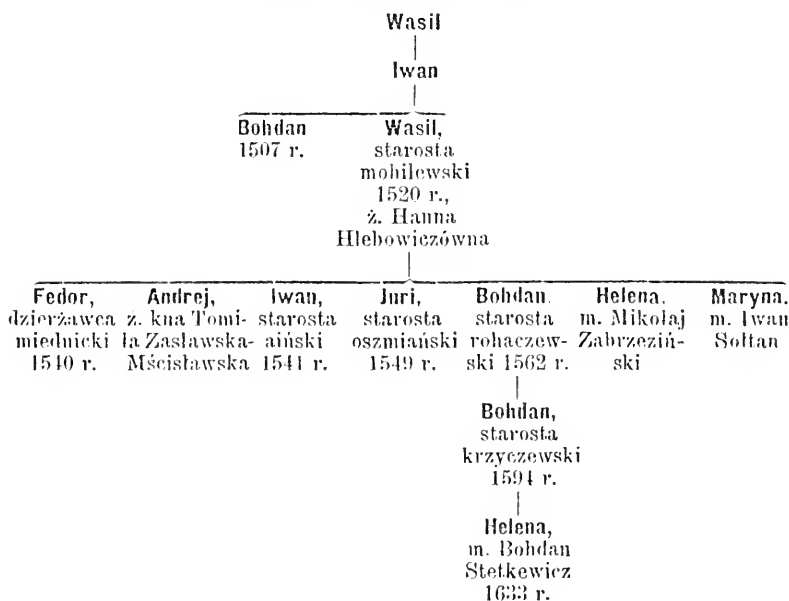 Wasil
Iwan
Bohdan
1507 r.
Wasil,
starosta
mohilewski
1520 r.,
ż. Hanna
Hlebowiczówna
Fedor,
dzierżawca
miednicki
1540 r.
Andrej,
ż. kna Tomi-
ła Zasławska-
Mścisławska
Iwan,
starosta
aiński
1541 r.
Juri,
starosta
oszmiański
1549 r.
Bohdan.
starosta
rohaczew-
ski 1562 r.
Helena.
m. Mikołaj
Zabrzeziń-
ski
Maryna.
m. Iwan
Sołtan
Bohdan,
starosta
krzyczewski
1594 r.
Helena,
m. Bohdan
Stetkewicz
1633 r.